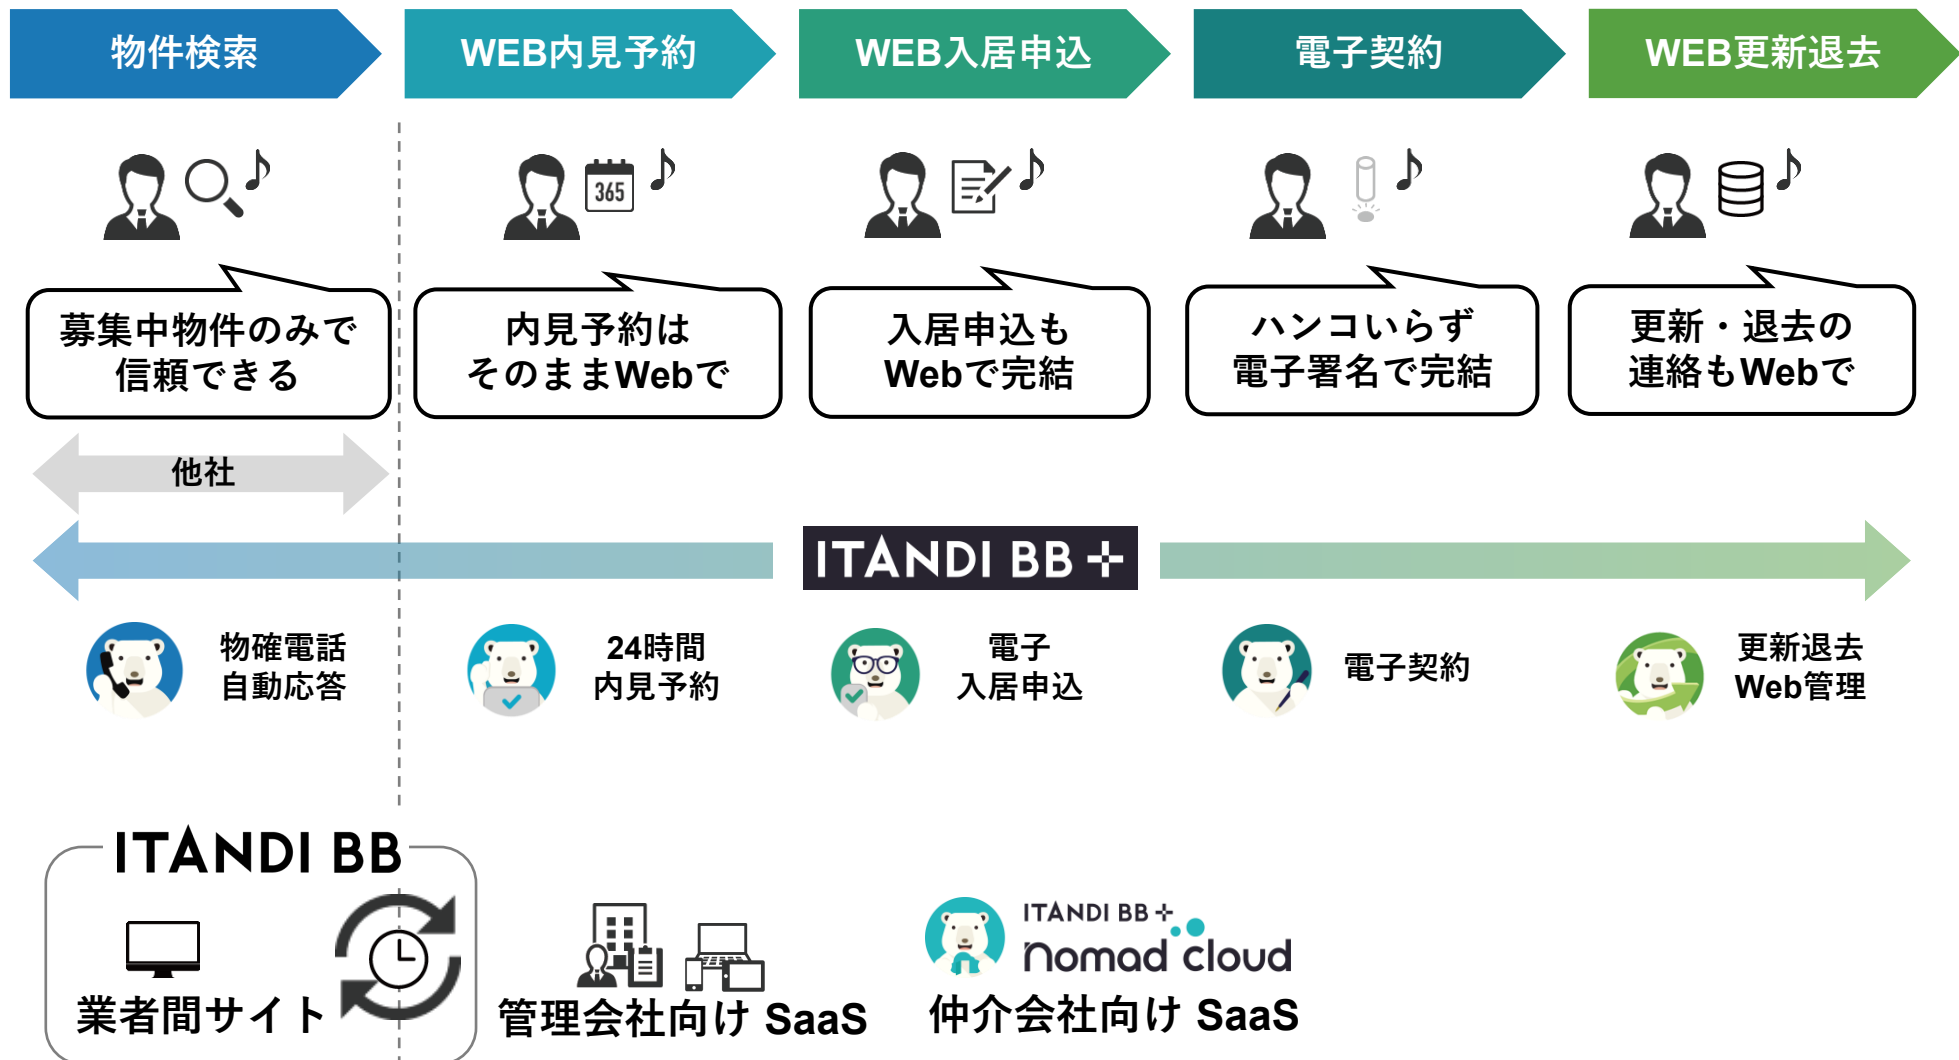 物件検索
WEB内見予約
WEB入居申込
電子契約
WEB更新退去
365
募集中物件のみで
信頼できる
内見予約は
そのままWebで
入居申込も
Webで完結
ハンコいらず
電子署名で完結
更新・退去の
連絡もWebで
他社
ITANDI BB +
物確電話
自動応答
24時間
内見予約
電子
入居申込
電子契約
更新退去
Web管理
ITANDI BB
業者間サイト
管理会社向け SaaS
ITANDI BB +
nomad cloud
仲介会社向け SaaS